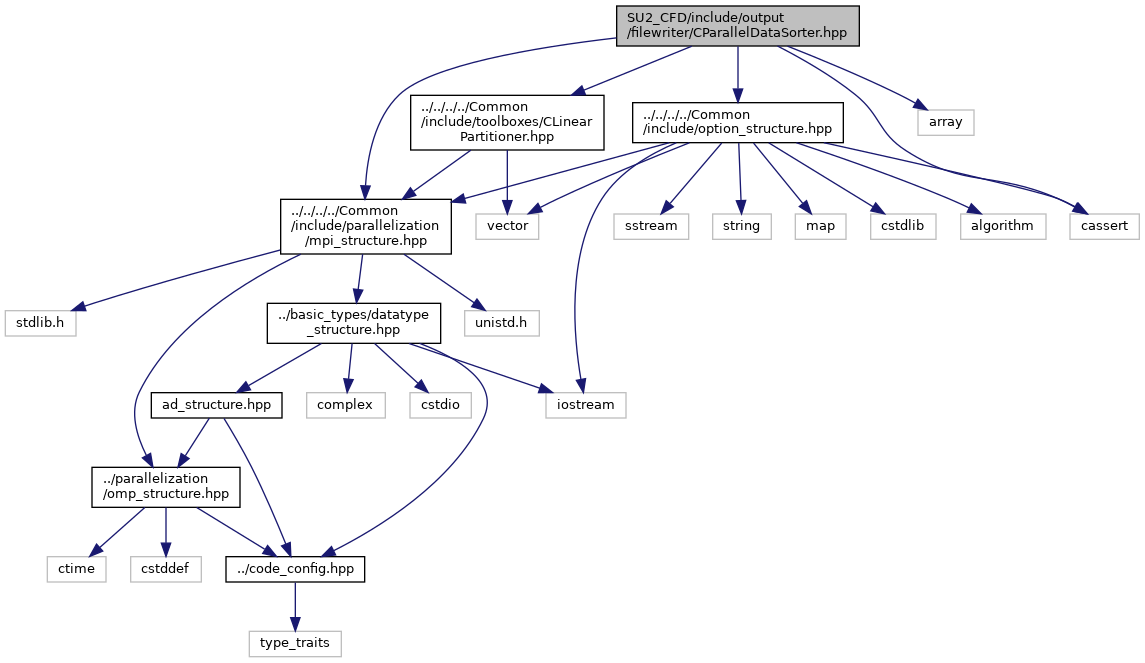 SU2_CFD/include/output
/filewriter/CParallelDataSorter.hpp
../../../../Common
/include/toolboxes/CLinear
Partitioner.hpp
../../../../Common
/include/option_structure.hpp
array
../../../../Common
/include/parallelization
/mpi_structure.hpp
vector
sstream
string
map
cstdlib
algorithm
cassert
stdlib.h
../basic_types/datatype
_structure.hpp
unistd.h
ad_structure.hpp
complex
cstdio
iostream
../parallelization
/omp_structure.hpp
ctime
cstddef
../code_config.hpp
type_traits